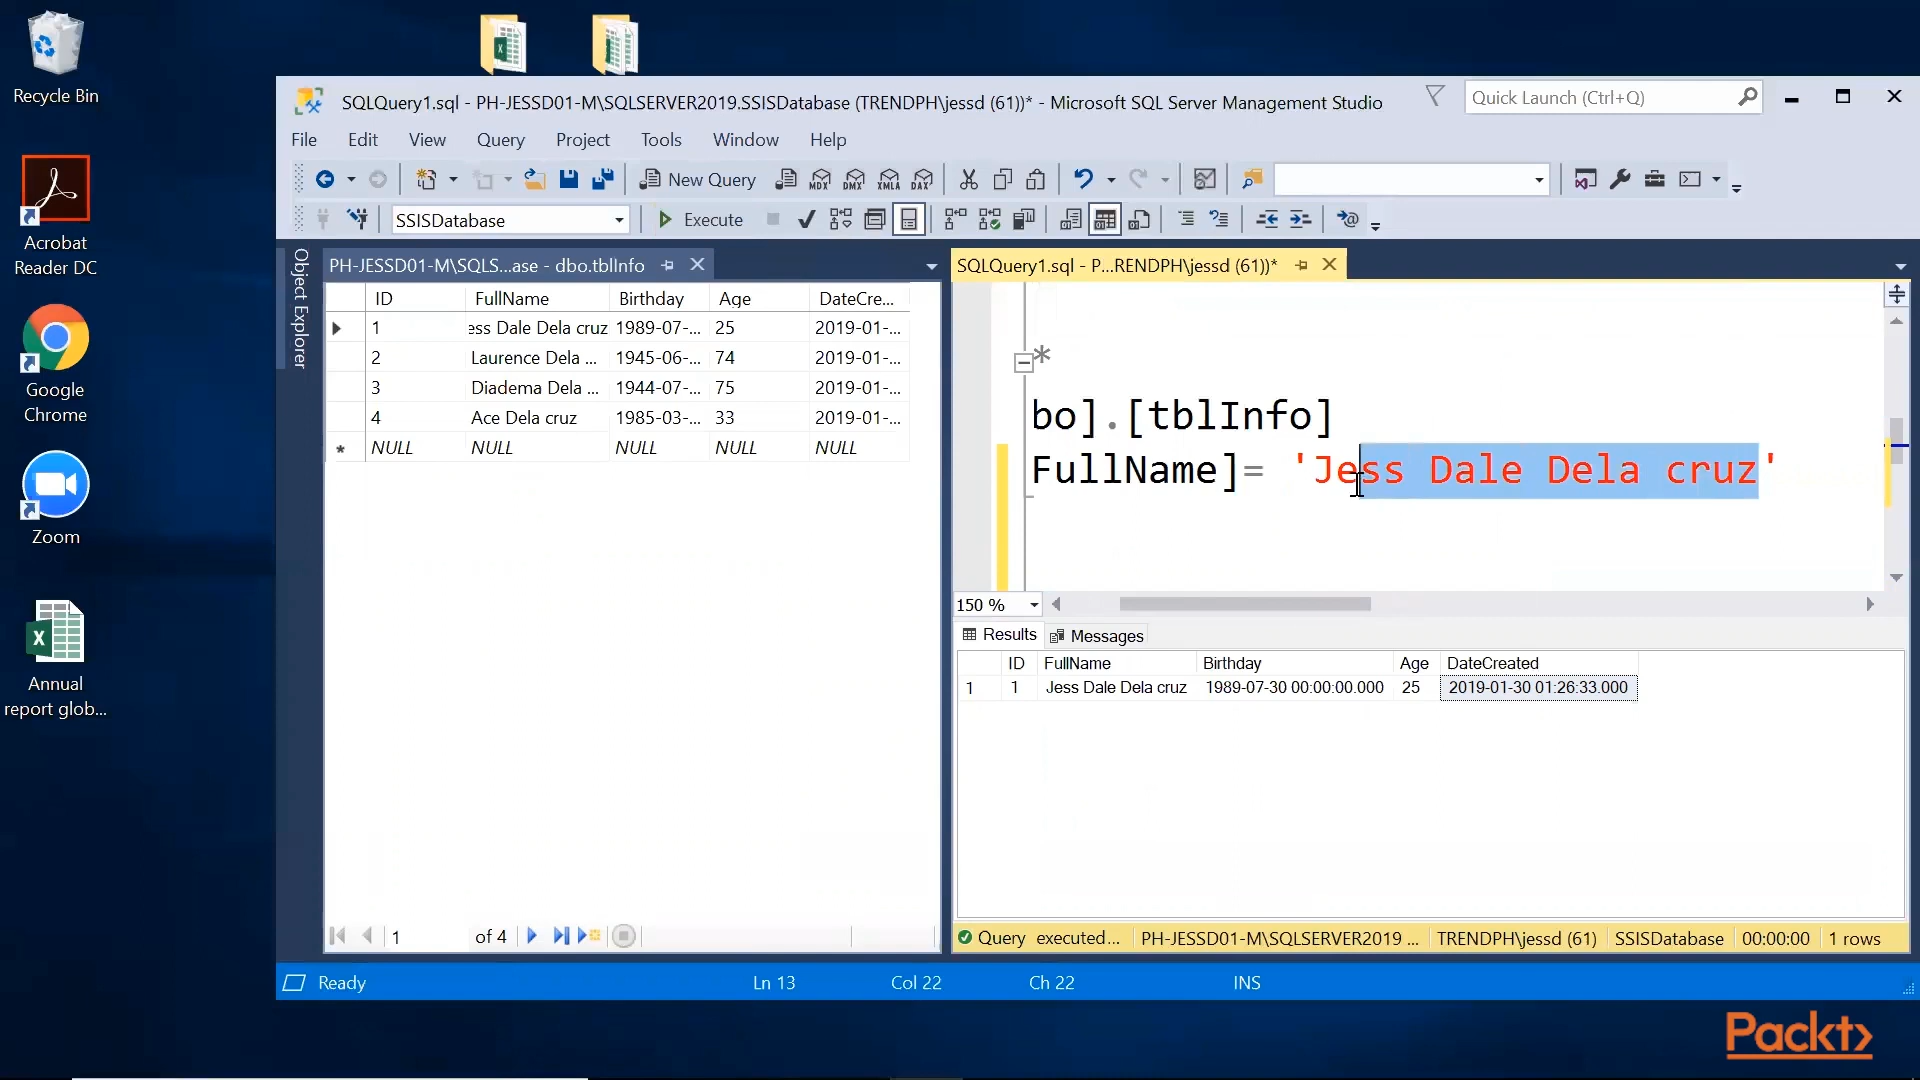 Recycle Bin
Acrobat
Reader DC
Google
Chrome
Zoom
Annual
report glob...
SQLQuery1.sql - PH-JESSD01-M\SQLSERVER2019.SSISDatabase (TRENDPH\jessd (61))* - Microsoft SQL Server Management Studio
Quick Launch (Ctrl+Q)
File Edit View Query Project Tools Window Help
New Query MDX DMX XMLA DAX
SSISDatabase Execute
Object Explorer
PH-JESSD01-M\SQLS...ase - dbo.tblInfo
ID FullName Birthday Age DateCre...
1 ess Dale Dela cruz 1989-07-... 25 2019-01-...
2 Laurence Dela ... 1945-06-... 74 2019-01-...
3 Diadema Dela ... 1944-07-... 75 2019-01-...
4 Ace Dela cruz 1985-03-... 33 2019-01-...
* NULL NULL NULL NULL NULL
1 of 4
SQLQuery1.sql - P...RENDPH\jessd (61))*
*
bo].[tblInfo]
FullName]= 'Jess Dale Dela cruz'
150 %
Results Messages
ID FullName Birthday Age DateCreated
1 1 Jess Dale Dela cruz 1989-07-30 00:00:00.000 25 2019-01-30 01:26:33.000
Query executed... PH-JESSD01-M\SQLSERVER2019 ... TRENDPH\jessd (61) SSISDatabase 00:00:00 1 rows
Ready Ln 13 Col 22 Ch 22 INS
Packt>